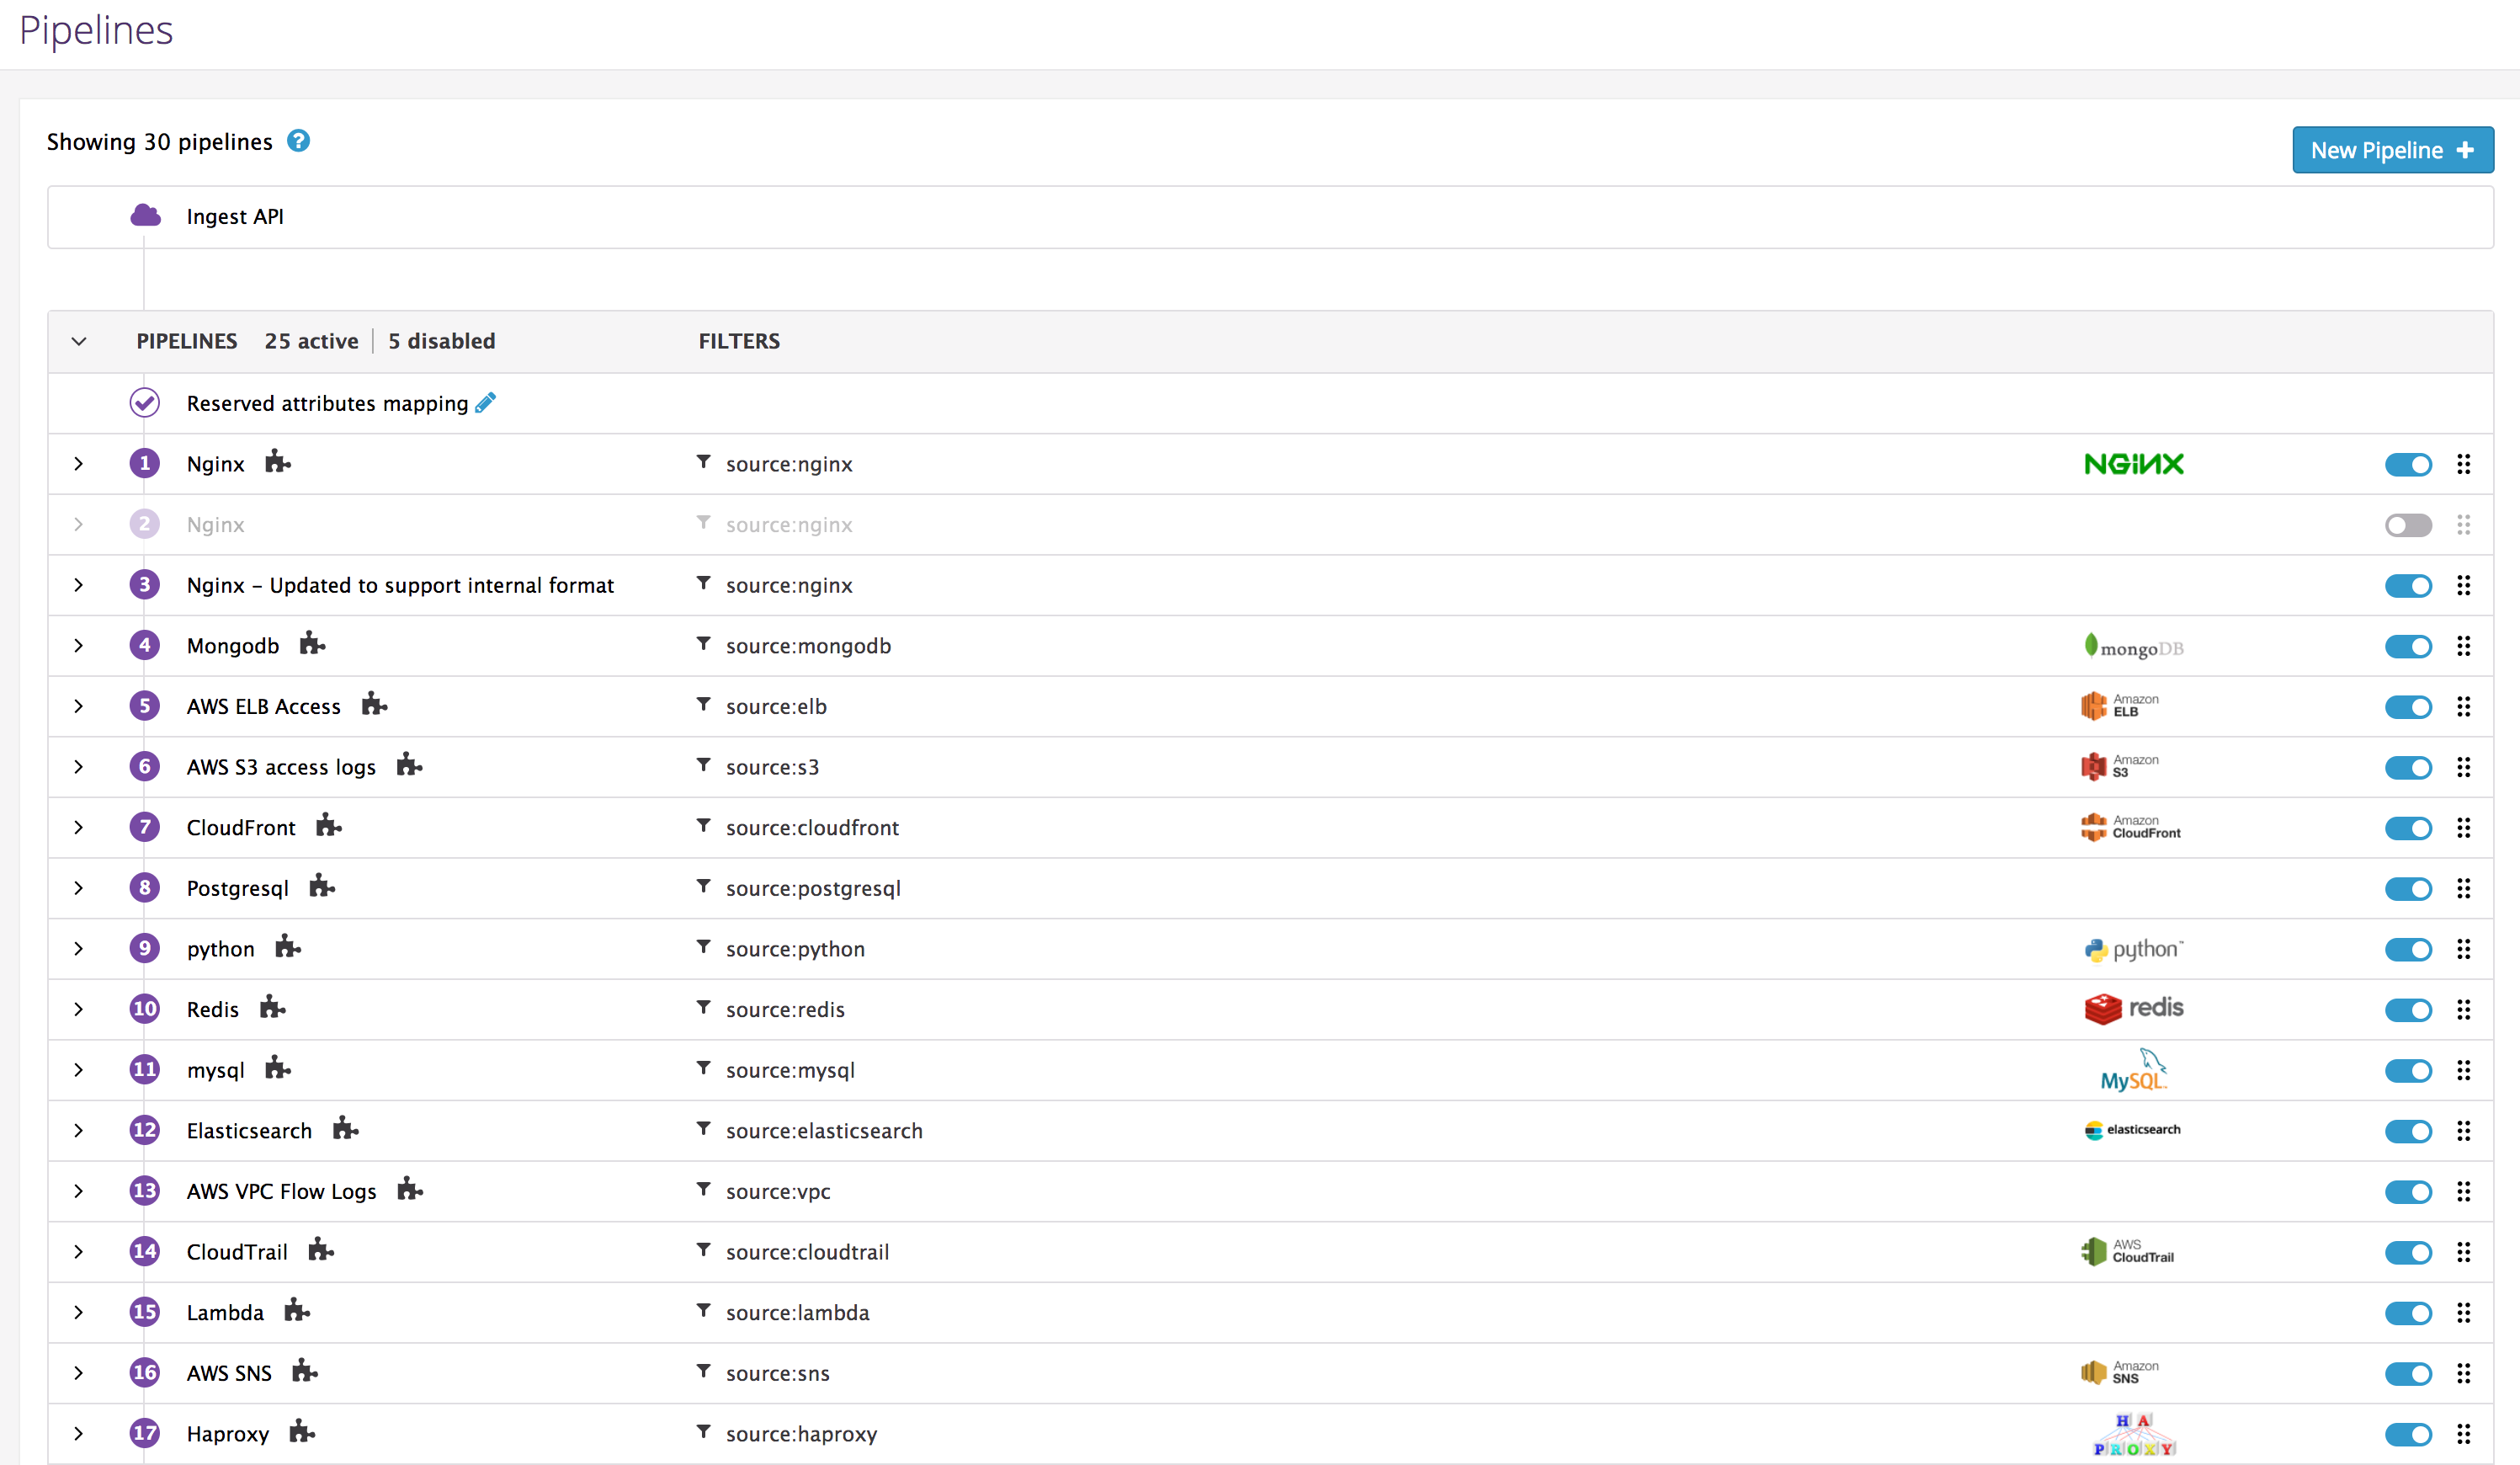 Pipelines
Showing 30 pipelines ?
New Pipeline +
Ingest API
PIPELINES 25 active | 5 disabled FILTERS
Reserved attributes mapping
1 Nginx source:nginx NGINX
2 Nginx source:nginx
3 Nginx – Updated to support internal format source:nginx
4 Mongodb source:mongodb mongoDB
5 AWS ELB Access source:elb Amazon ELB
6 AWS S3 access logs source:s3 Amazon S3
7 CloudFront source:cloudfront Amazon CloudFront
8 Postgresql source:postgresql
9 python source:python python™
10 Redis source:redis redis
11 mysql source:mysql MySQL™
12 Elasticsearch source:elasticsearch elasticsearch
13 AWS VPC Flow Logs source:vpc
14 CloudTrail source:cloudtrail AWS CloudTrail
15 Lambda source:lambda
16 AWS SNS source:sns Amazon SNS
17 Haproxy source:haproxy HA PROXY